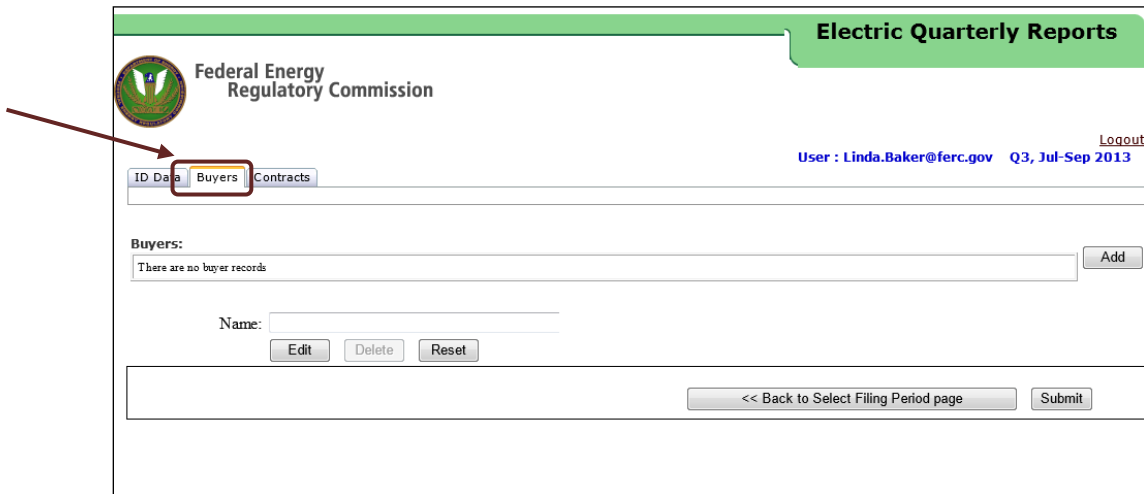 Electric Quarterly Reports
Federal Energy
Regulatory Commission
Logout
User : Linda.Baker@ferc.gov Q3, Jul-Sep 2013
ID Data Buyers Contracts
Buyers:
There are no buyer records
Add
Name:
Edit Delete Reset
<< Back to Select Filing Period page Submit